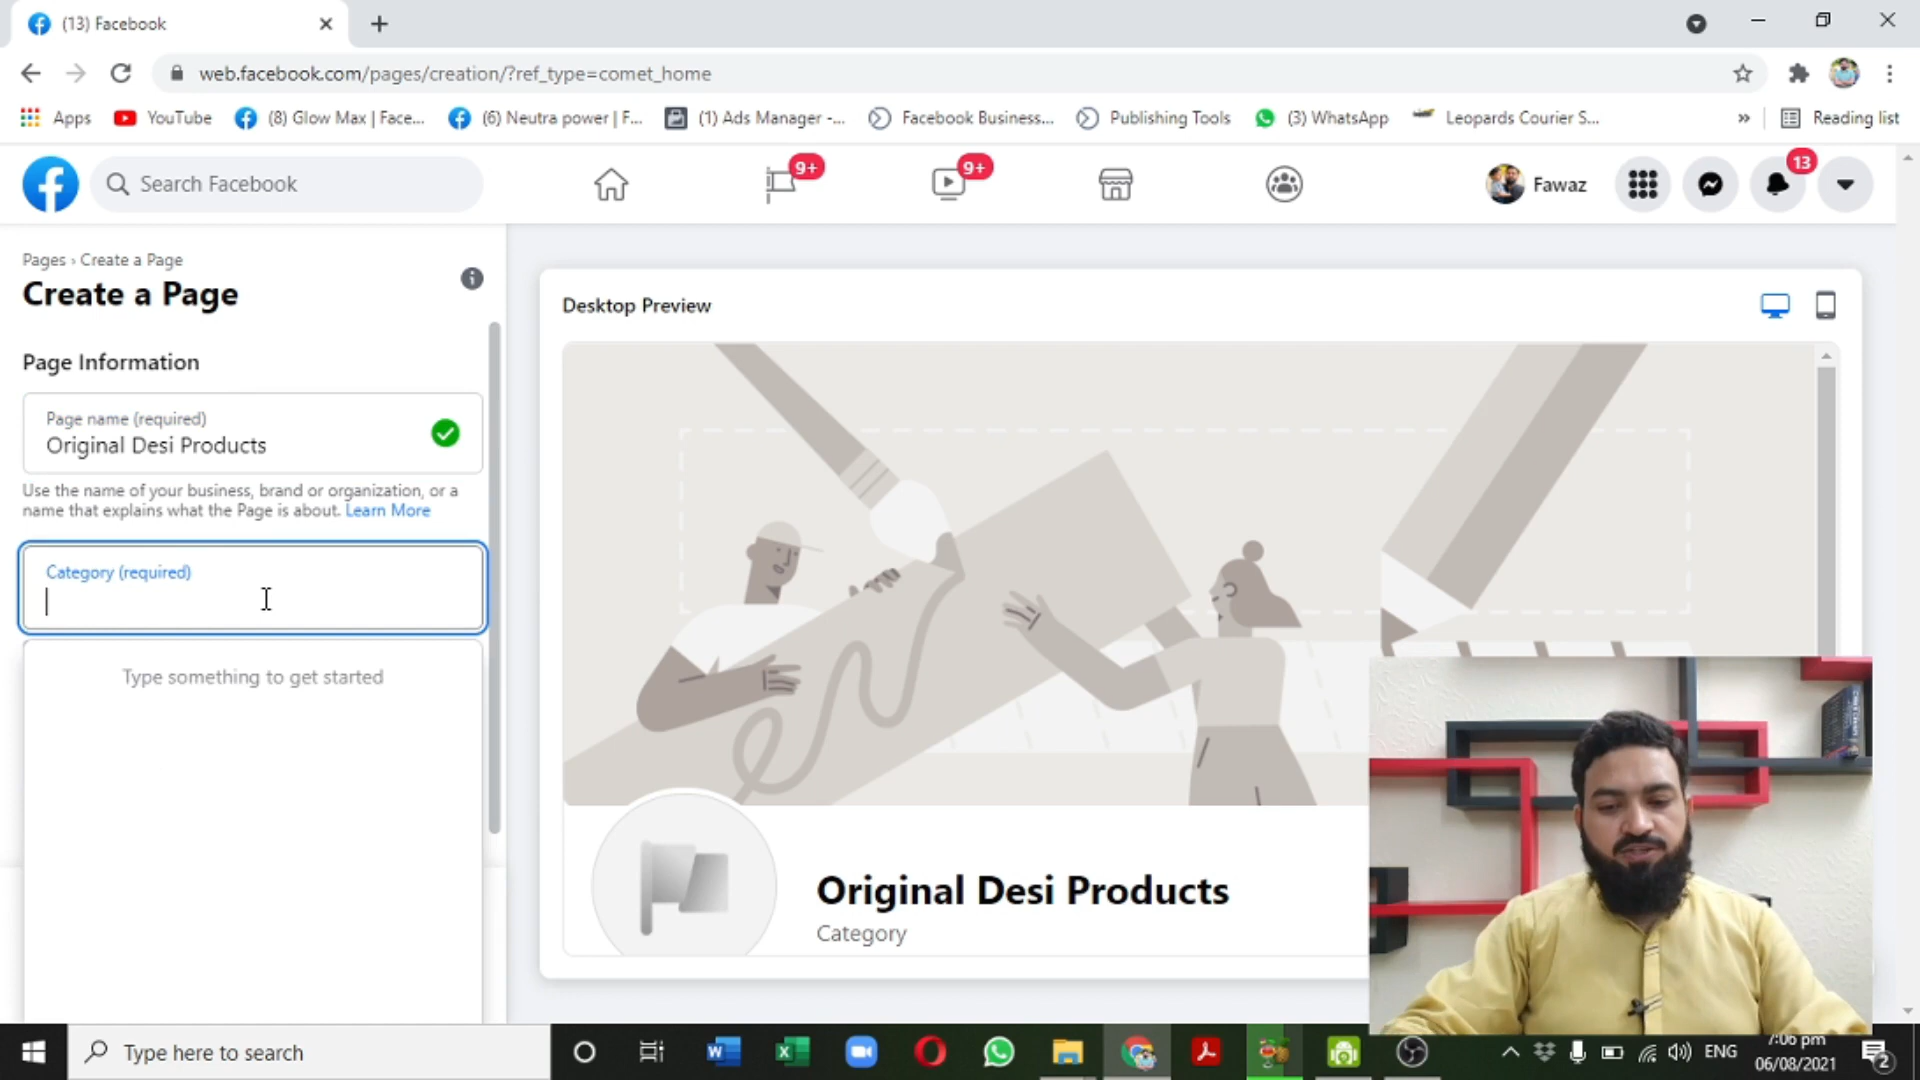 (13) Facebook
web.facebook.com/pages/creation/?ref_type=comet_home
Apps YouTube (8) Glow Max | Face... (6) Neutra power | F... (1) Ads Manager -... Facebook Business... Publishing Tools (3) WhatsApp Leopards Courier S... » Reading list
Search Facebook
9+
9+
Fawaz
13
Pages › Create a Page
Create a Page
Page Information
Page name (required)
Original Desi Products
Use the name of your business, brand or organization, or a
name that explains what the Page is about. Learn More
Category (required)
Type something to get started
Desktop Preview
Original Desi Products
Category
Type here to search
ENG
7:06 pm
06/08/2021
2